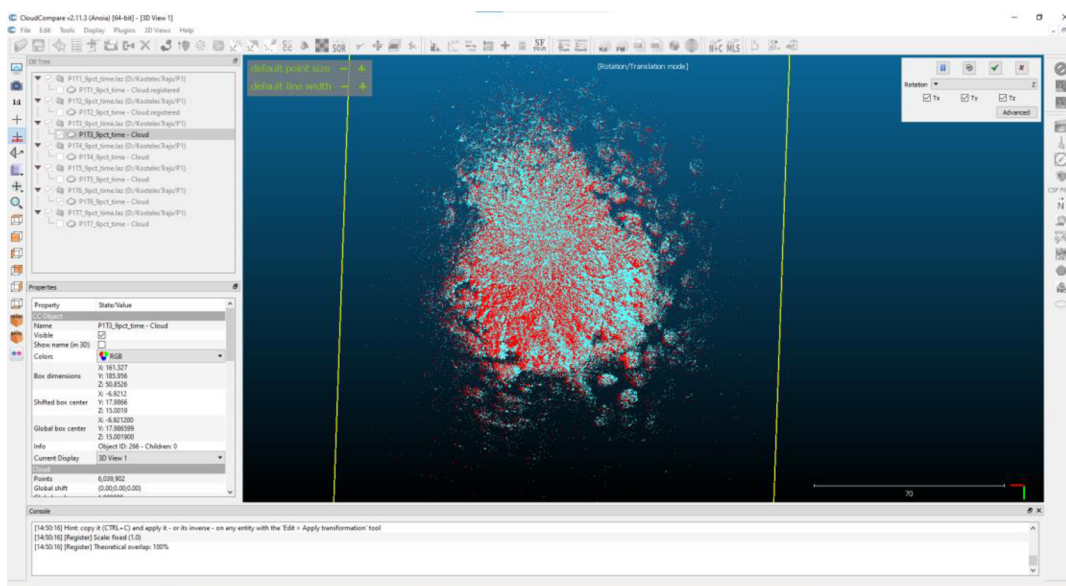 CloudCompare v2.11.3 (Anoia) [64-bit] - [3D View 1]
File Edit Tools Display Plugins 3D Views Help
SOR
SF
N+C MLS
1:1
DB Tree
P1T1_9pct_time.laz (D:/KostelecTrajs/P1)
P1T1_9pct_time - Cloud.registered
P1T2_9pct_time.laz (D:/KostelecTrajs/P1)
P1T2_9pct_time - Cloud.registered
P1T3_9pct_time.laz (D:/KostelecTrajs/P1)
P1T3_9pct_time - Cloud
P1T4_9pct_time.laz (D:/KostelecTrajs/P1)
P1T4_9pct_time - Cloud
P1T5_9pct_time.laz (D:/KostelecTrajs/P1)
P1T5_9pct_time - Cloud
P1T6_9pct_time.laz (D:/KostelecTrajs/P1)
P1T6_9pct_time - Cloud
P1T7_9pct_time.laz (D:/KostelecTrajs/P1)
P1T7_9pct_time - Cloud
default point size - +
default line width - +
[Rotation/Translation mode]
Rotation Z
Tx Ty Tz
Advanced
Properties
Property State/Value
CC Object
Name P1T3_9pct_time - Cloud
Visible
Show name (in 3D)
Colors RGB
Box dimensions
X: 161.327
Y: 185.956
Z: 50.8526
Shifted box center
X: -6.9212
Y: 17.9866
Z: 15.0019
Global box center
X: -6.921200
Y: 17.986599
Z: 15.001900
Info Object ID: 266 - Children: 0
Current Display 3D View 1
Cloud
Points 6,039,902
Global shift (0.00;0.00;0.00)
70
Console
[14:50:16] Hint: copy it (CTRL+C) and apply it - or its inverse - on any entity with the 'Edit > Apply transformation' tool
[14:50:16] [Register] Scale: fixed (1.0)
[14:50:16] [Register] Theoretical overlap: 100%